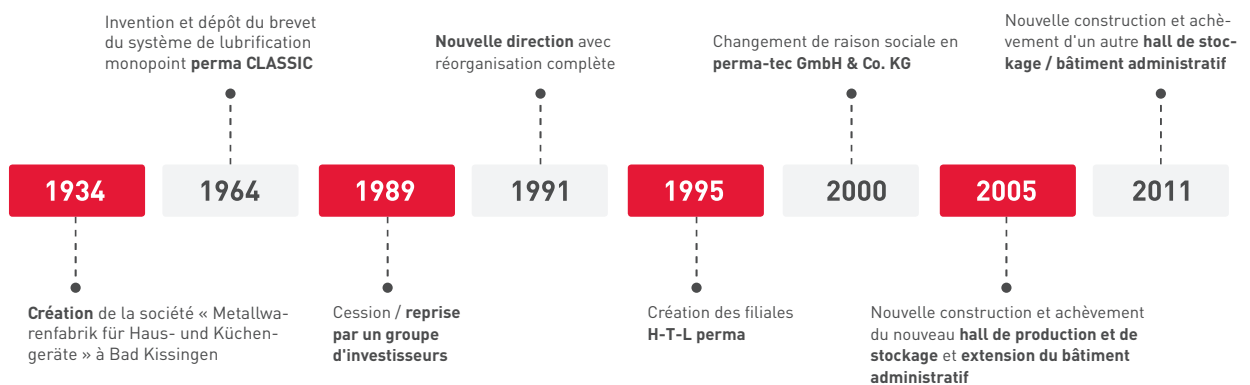 Invention et dépôt du brevet
du système de lubrification
monopoint perma CLASSIC
Nouvelle direction avec
réorganisation complète
Changement de raison sociale en
perma-tec GmbH & Co. KG
Nouvelle construction et achè-
vement d'un autre hall de stoc-
kage / bâtiment administratif
1934
1964
1989
1991
1995
2000
2005
2011
Création de la société « Metallwa-
renfabrik für Haus- und Küchen-
geräte » à Bad Kissingen
Cession / reprise
par un groupe
d'investisseurs
Création des filiales
H-T-L perma
Nouvelle construction et achèvement
du nouveau hall de production et de
stockage et extension du bâtiment
administratif